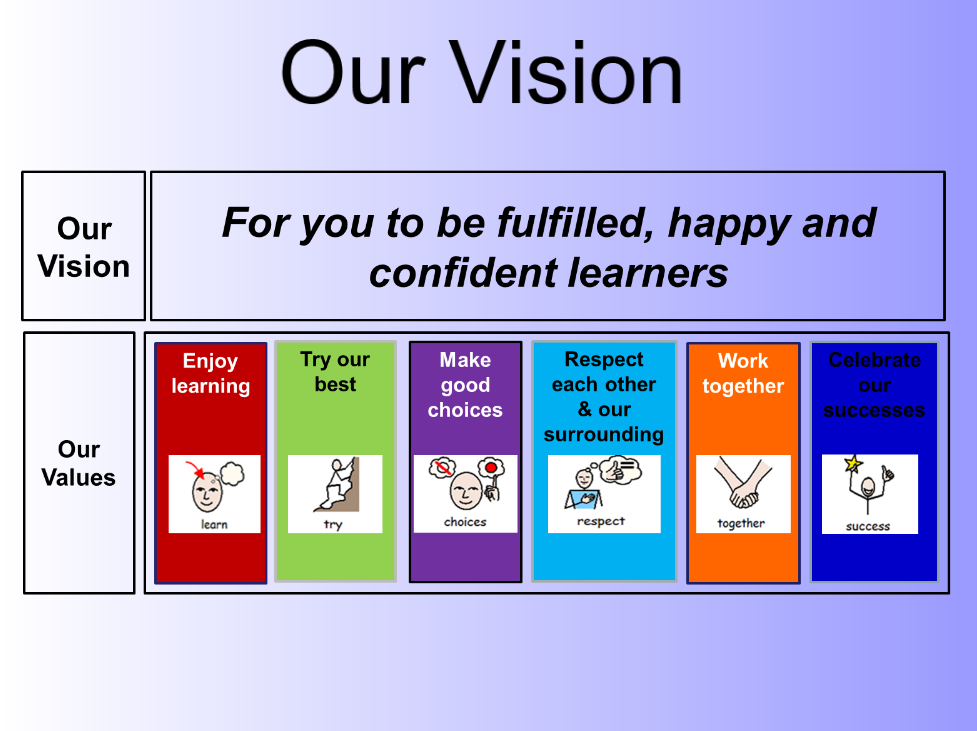 Our Vision
Our
Vision
For you to be fulfilled, happy and
confident learners
Our
Values
Enjoy
learning
learn
Try our
best
try
Make
good
choices
choices
Respect
each other
& our
surrounding
respect
Work
together
together
Celebrate
our
successes
success